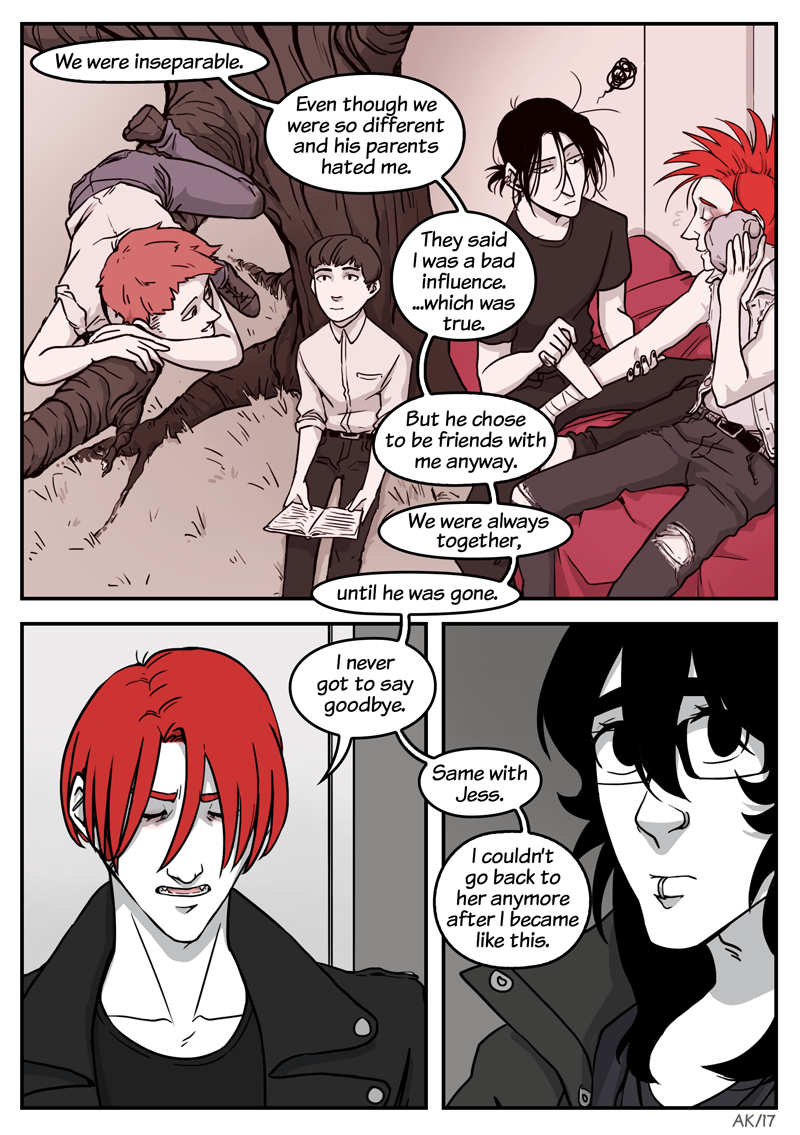 We were inseparable.
Even though we
were so different
and his parents
hated me.
They said
I was a bad
influence.
...which was
true.
But he chose
to be friends with
me anyway.
We were always
together,
until he was gone.
I never
got to say
goodbye.
Same with
Jess.
I couldn't
go back to
her anymore
after I became
like this.
AK/17